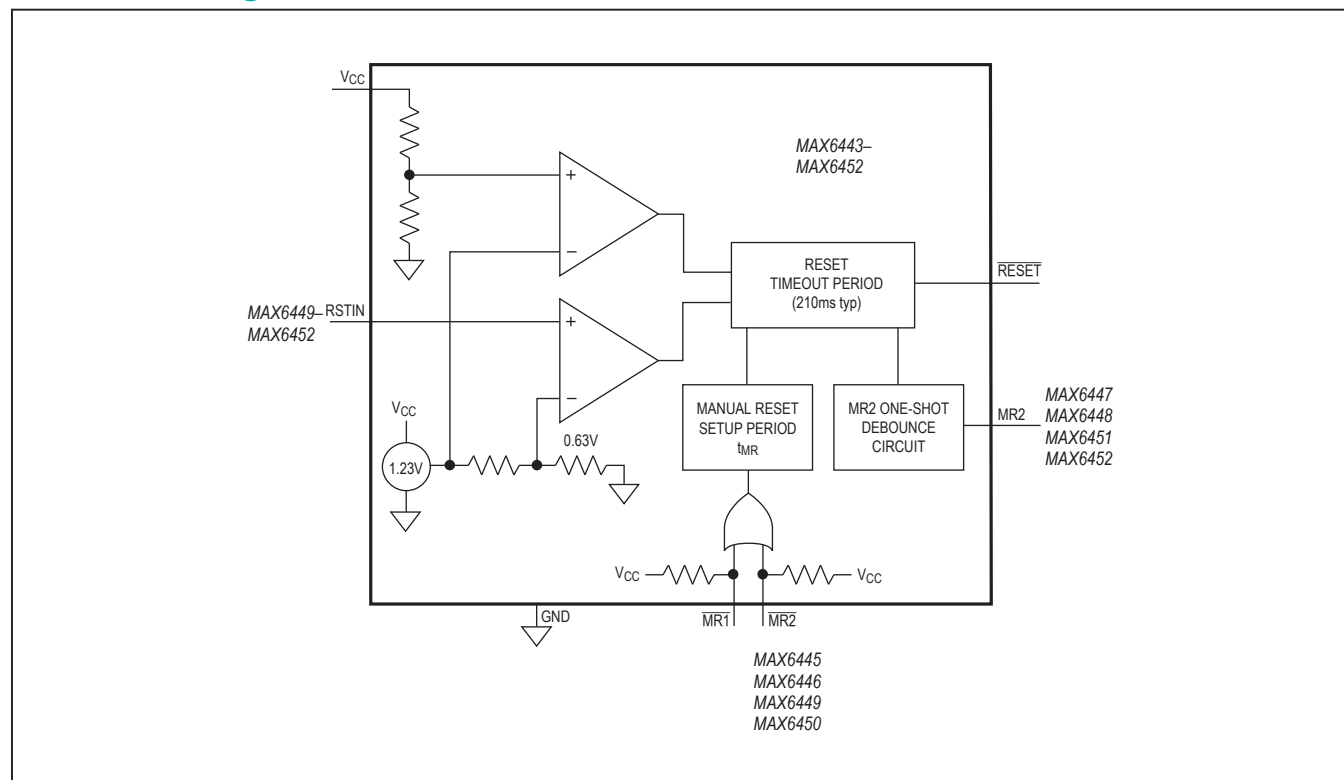 VCC
MAX6443–
MAX6452
+
−
RESET
TIMEOUT PERIOD
(210ms typ)
RESET
MAX6449–
MAX6452
RSTIN
+
−
MANUAL RESET
SETUP PERIOD
tMR
MR2 ONE-SHOT
DEBOUNCE
CIRCUIT
MR2
MAX6447
MAX6448
MAX6451
MAX6452
VCC
1.23V
0.63V
VCC
VCC
GND
MR1
MR2
MAX6445
MAX6446
MAX6449
MAX6450